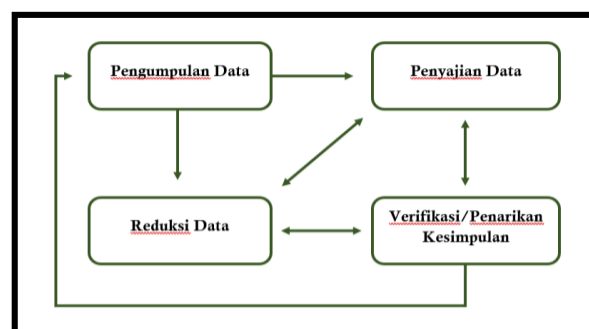 Pengumpulan Data
Penyajian Data
Reduksi Data
Verifikasi/Penarikan
Kesimpulan